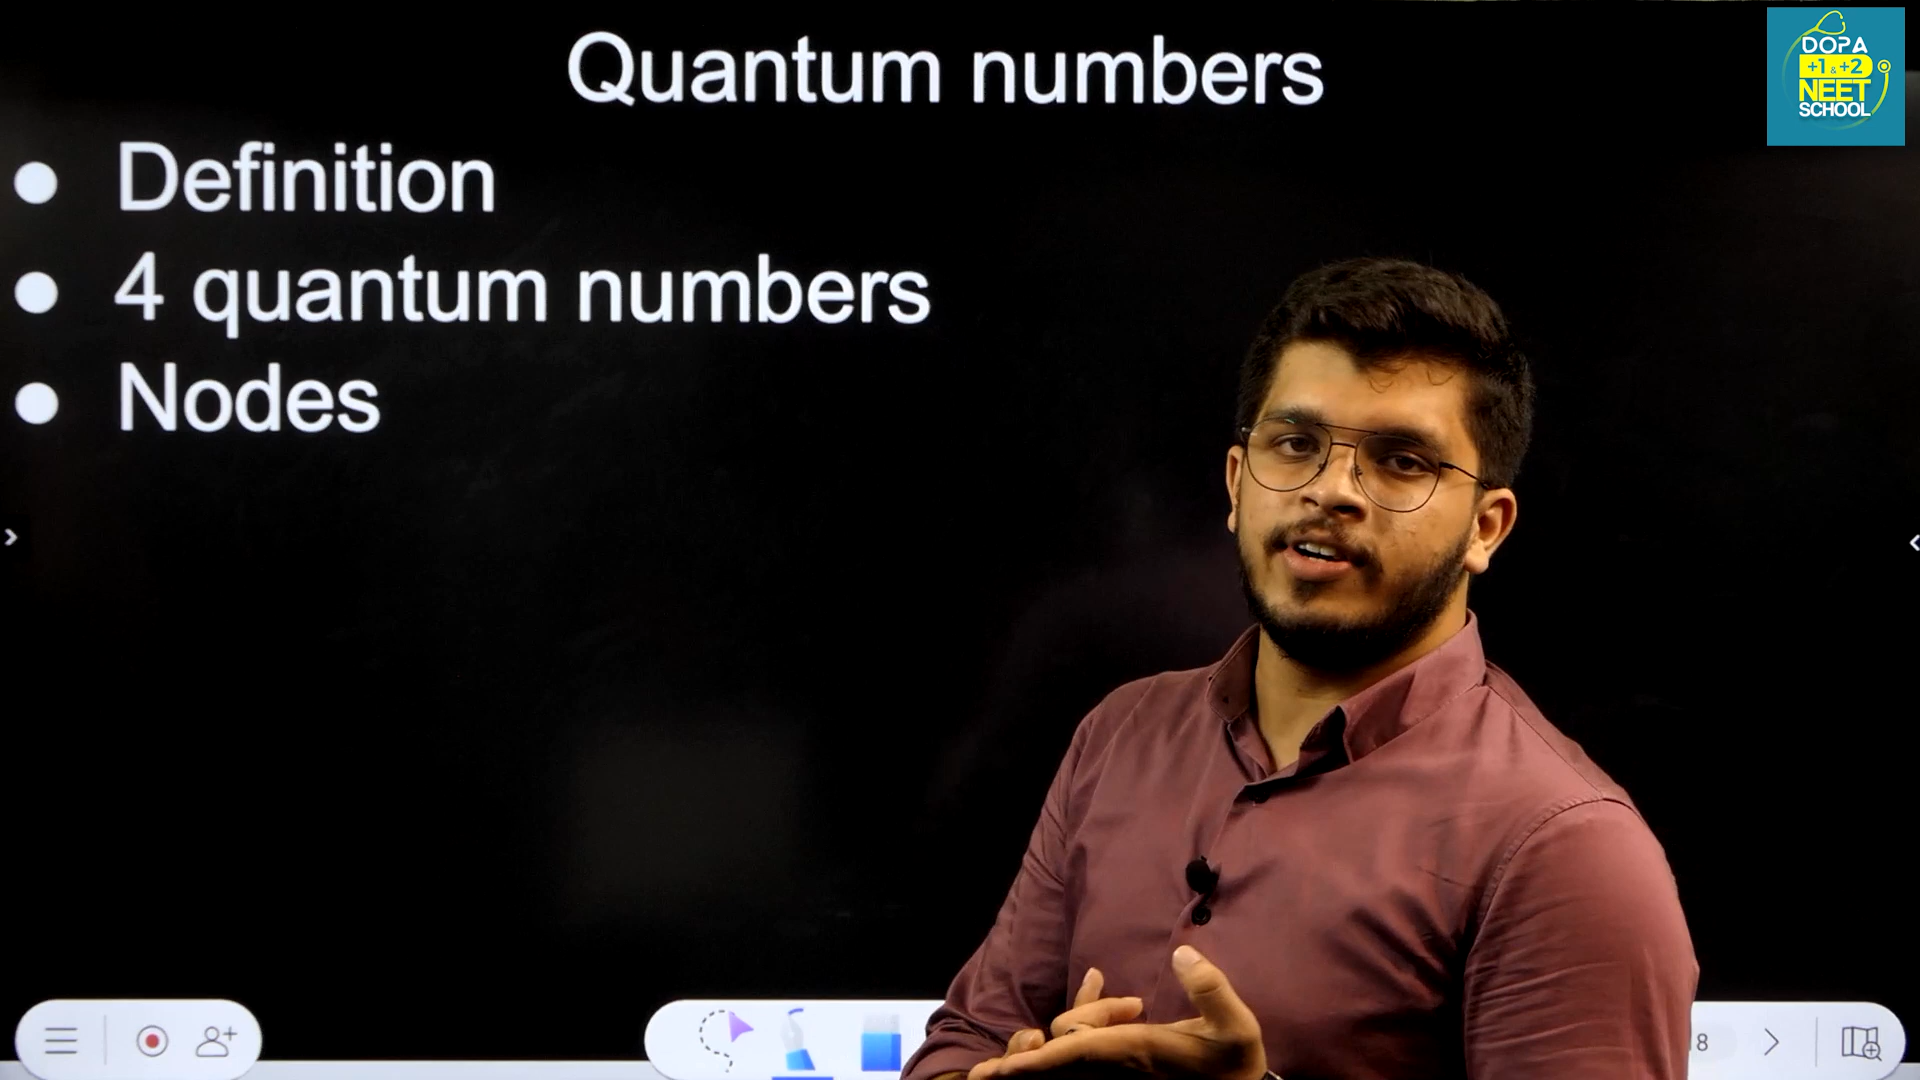 Quantum numbers
DOPA
+1 & +2
NEET
SCHOOL
● Definition
● 4 quantum numbers
● Nodes
8